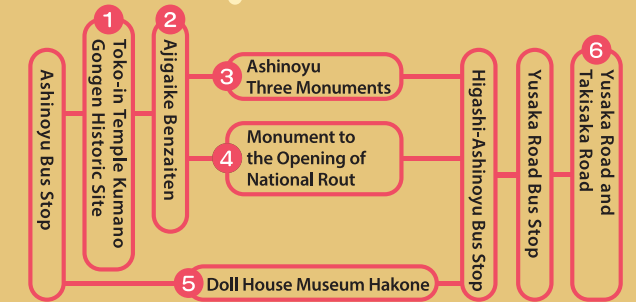 Ashinoyu Bus Stop
1
Toko-in Temple Kumano
Gongen Historic Site
2
Ajigaike Benzaiten
3
Ashinoyu
Three Monuments
4
Monument to
the Opening of
National Rout
5
Doll House Museum Hakone
Higashi-Ashinoyu Bus Stop
Yusaka Road Bus Stop
6
Yusaka Road and
Takisaka Road